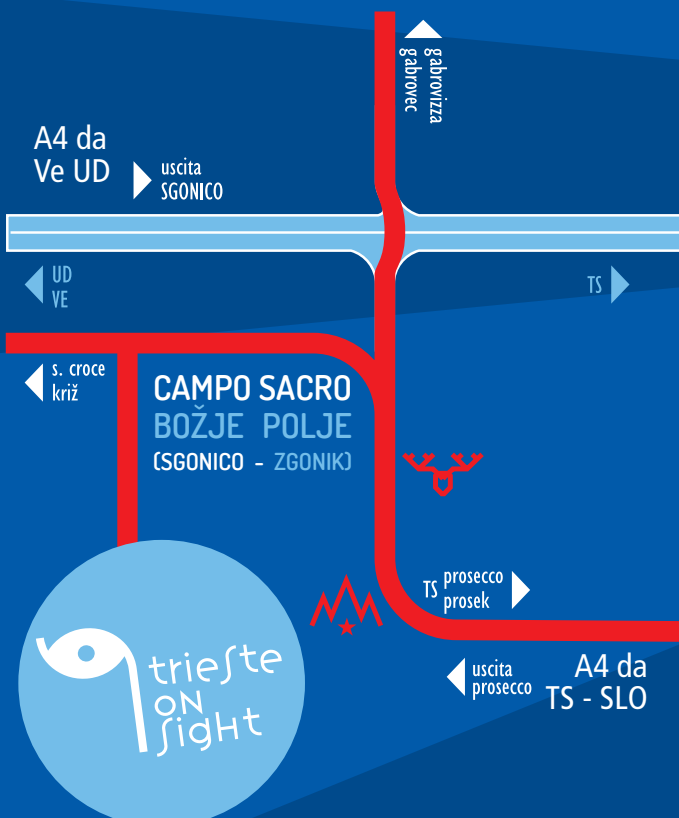 gabrovizza
gabrovec
A4 da
Ve UD
uscita
SGONICO
UD
VE
TS
s. croce
križ
CAMPO SACRO
BOŽJE POLJE
(SGONICO - ZGONIK)
TS
prosecco
prosek
uscita
prosecco
A4 da
TS - SLO
trieſte
ON
ſigHt